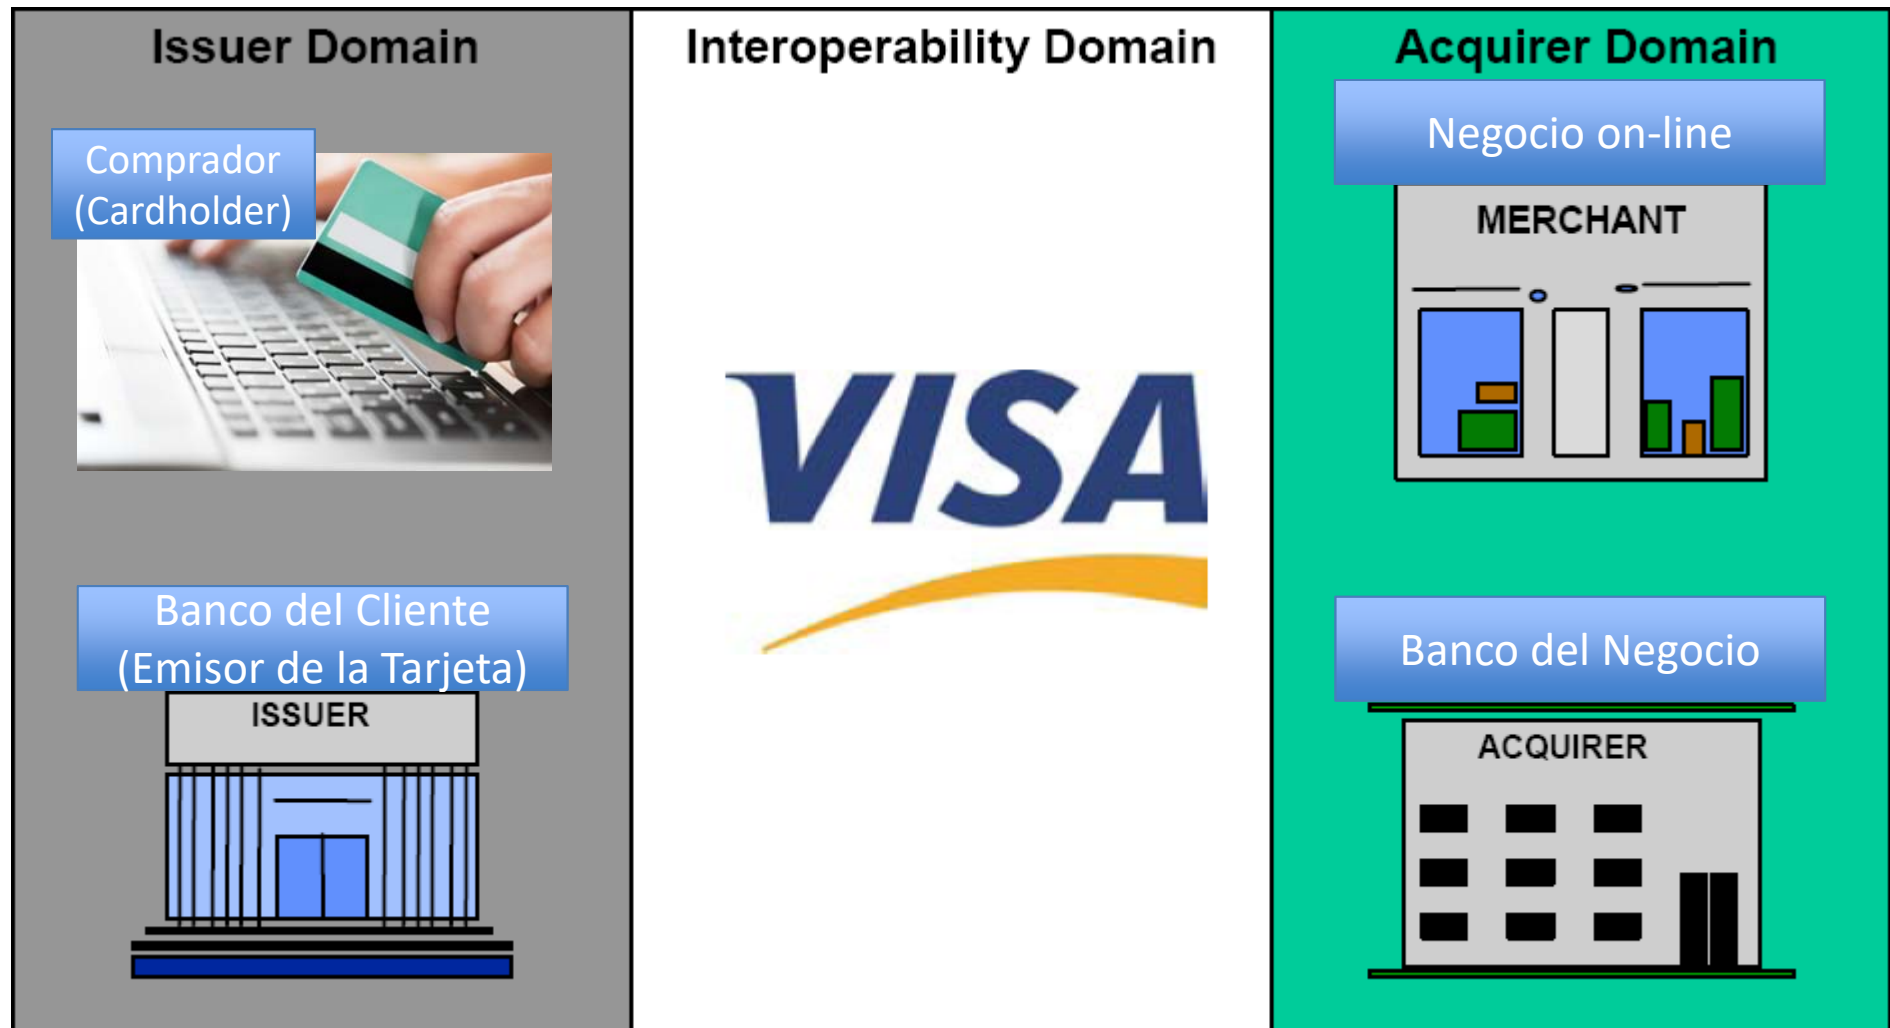 Issuer Domain
Interoperability Domain
Acquirer Domain
Comprador
(Cardholder)
Negocio on-line
MERCHANT
VISA
Banco del Cliente
(Emisor de la Tarjeta)
ISSUER
Banco del Negocio
ACQUIRER